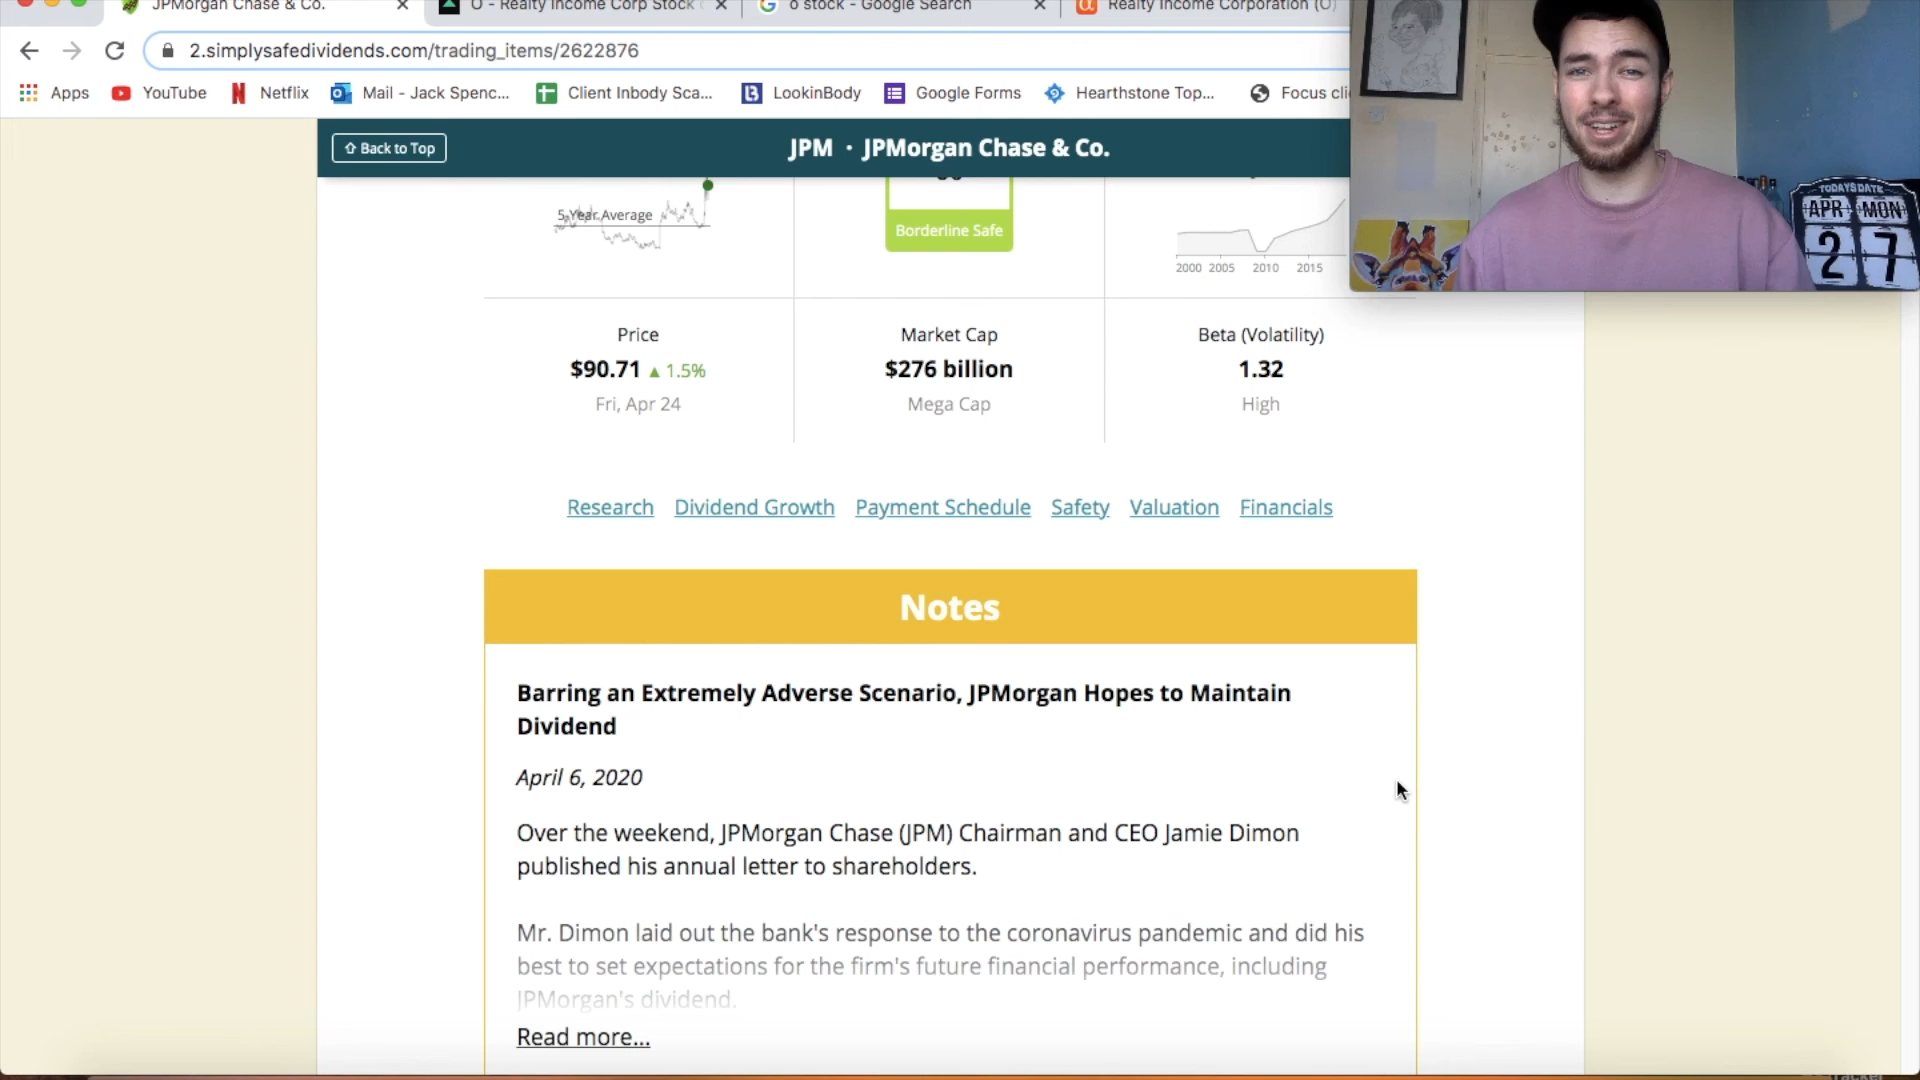 JPMorgan Chase & Co.
O - Realty Income Corp Stock
o stock - Google Search
Realty Income Corporation (O)
2.simplysafedividends.com/trading_items/2622876
Apps
YouTube
Netflix
Mail - Jack Spenc...
Client Inbody Sca...
LookinBody
Google Forms
Hearthstone Top...
Focus cli
Back to Top
JPM · JPMorgan Chase & Co.
5-Year Average
Borderline Safe
2000 2005 2010 2015
TODAYS DATE
APR MON
2 7
Price
$90.71 ▲ 1.5%
Fri, Apr 24
Market Cap
$276 billion
Mega Cap
Beta (Volatility)
1.32
High
Research Dividend Growth Payment Schedule Safety Valuation Financials
Notes
Barring an Extremely Adverse Scenario, JPMorgan Hopes to Maintain
Dividend
April 6, 2020
Over the weekend, JPMorgan Chase (JPM) Chairman and CEO Jamie Dimon
published his annual letter to shareholders.
Mr. Dimon laid out the bank's response to the coronavirus pandemic and did his
best to set expectations for the firm's future financial performance, including
JPMorgan's dividend.
Read more...